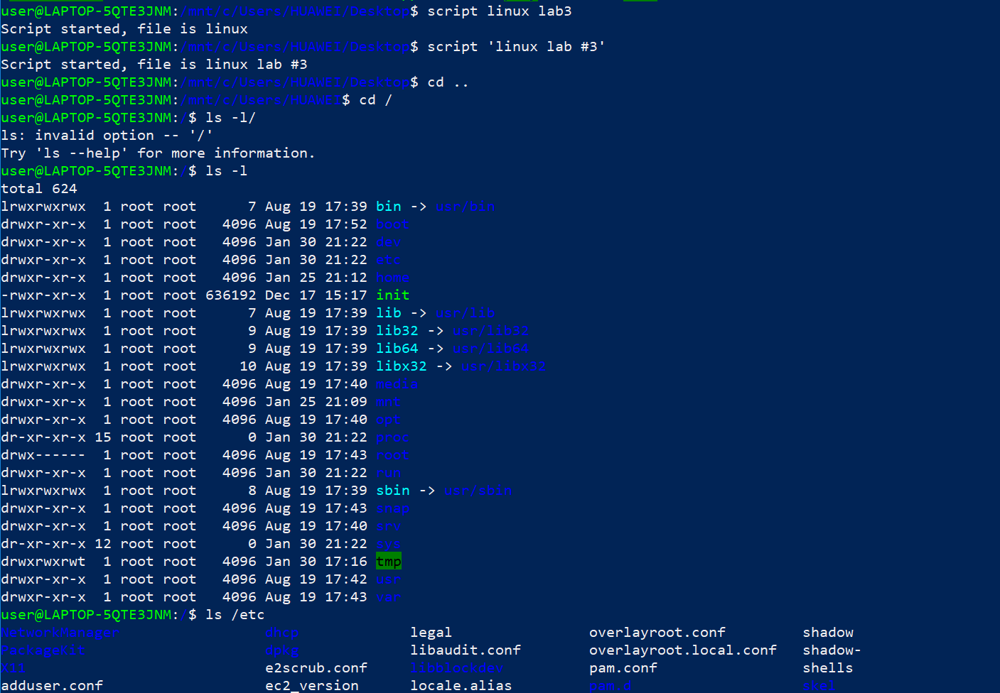 user@LAPTOP-5QTE3JNM:/mnt/c/Users/HUAWEI/Desktop$ script linux lab3
Script started, file is linux
user@LAPTOP-5QTE3JNM:/mnt/c/Users/HUAWEI/Desktop$ script 'linux lab #3'
Script started, file is linux lab #3
user@LAPTOP-5QTE3JNM:/mnt/c/Users/HUAWEI/Desktop$ cd ..
user@LAPTOP-5QTE3JNM:/mnt/c/Users/HUAWEI$ cd /
user@LAPTOP-5QTE3JNM:/$ ls -l/
ls: invalid option -- '/'
Try 'ls --help' for more information.
user@LAPTOP-5QTE3JNM:/$ ls -l
total 624
lrwxrwxrwx  1 root root      7 Aug 19 17:39 bin -> usr/bin
drwxr-xr-x  1 root root   4096 Aug 19 17:52 boot
drwxr-xr-x  1 root root   4096 Jan 30 21:22 dev
drwxr-xr-x  1 root root   4096 Jan 30 21:22 etc
drwxr-xr-x  1 root root   4096 Jan 25 21:12 home
-rwxr-xr-x  1 root root 636192 Dec 17 15:17 init
lrwxrwxrwx  1 root root      7 Aug 19 17:39 lib -> usr/lib
lrwxrwxrwx  1 root root      9 Aug 19 17:39 lib32 -> usr/lib32
lrwxrwxrwx  1 root root      9 Aug 19 17:39 lib64 -> usr/lib64
lrwxrwxrwx  1 root root     10 Aug 19 17:39 libx32 -> usr/libx32
drwxr-xr-x  1 root root   4096 Aug 19 17:40 media
drwxr-xr-x  1 root root   4096 Jan 25 21:09 mnt
drwxr-xr-x  1 root root   4096 Aug 19 17:40 opt
dr-xr-xr-x 15 root root      0 Jan 30 21:22 proc
drwx------  1 root root   4096 Aug 19 17:43 root
drwxr-xr-x  1 root root   4096 Jan 30 21:22 run
lrwxrwxrwx  1 root root      8 Aug 19 17:39 sbin -> usr/sbin
drwxr-xr-x  1 root root   4096 Aug 19 17:43 snap
drwxr-xr-x  1 root root   4096 Aug 19 17:40 srv
dr-xr-xr-x 12 root root      0 Jan 30 21:22 sys
drwxrwxrwt  1 root root   4096 Jan 30 17:16 tmp
drwxr-xr-x  1 root root   4096 Aug 19 17:42 usr
drwxr-xr-x  1 root root   4096 Aug 19 17:43 var
user@LAPTOP-5QTE3JNM:/$ ls /etc
NetworkManager                 dhcp             legal                overlayroot.conf         shadow
PackageKit                     dpkg             libaudit.conf        overlayroot.local.conf   shadow-
X11                            e2scrub.conf     libblockdev          pam.conf                 shells
adduser.conf                   ec2_version      locale.alias         pam.d                    skel